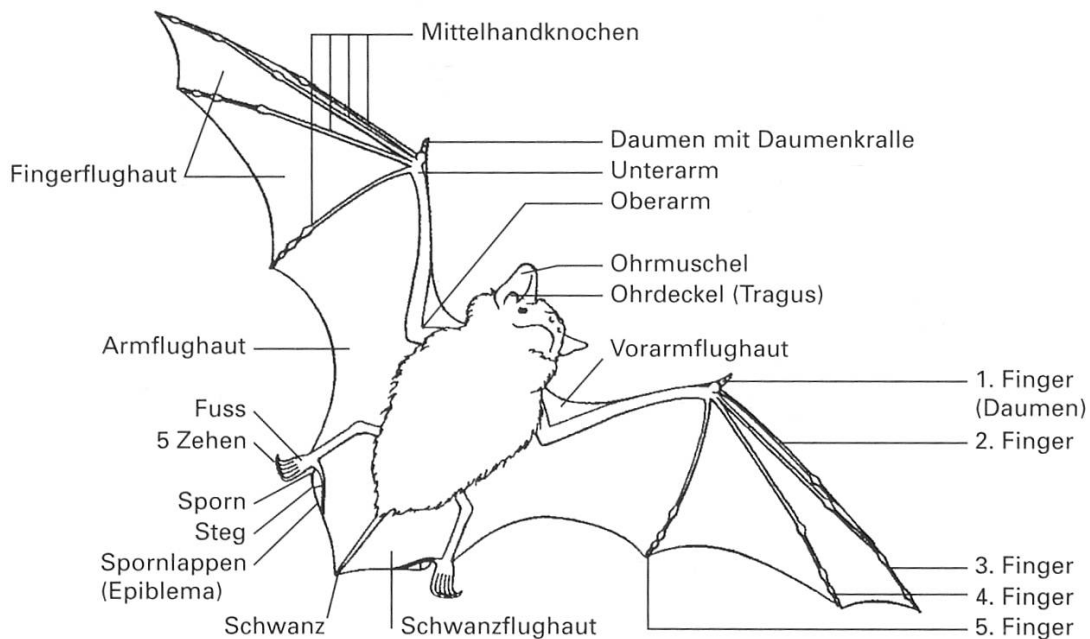 Mittelhandknochen
Daumen mit Daumenkralle
Fingerflughaut
Unterarm
Oberarm
Ohrmuschel
Ohrdeckel (Tragus)
Armflughaut
Vorarmflughaut
1. Finger
(Daumen)
Fuss
5 Zehen
2. Finger
Sporn
Steg
Spornlappen
(Epiblema)
3. Finger
4. Finger
Schwanz
Schwanzflughaut
5. Finger